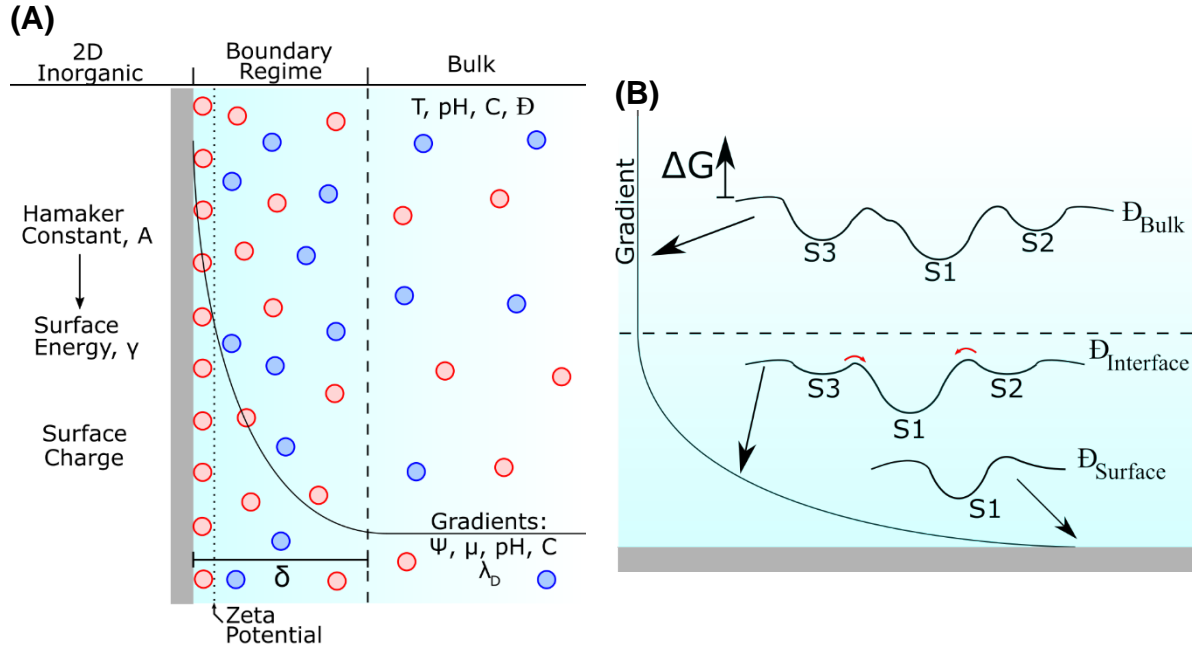 (A)
2D
Inorganic
Boundary
Regime
Bulk
T, pH, C, Đ
Hamaker
Constant, A
Surface
Energy, γ
Surface
Charge
Gradients:
Ψ, μ, pH, C
λD
δ
Zeta
Potential
(B)
Gradient
ΔG
S3
S1
S2
ĐBulk
ĐInterface
S3
S1
S2
ĐSurface
S1